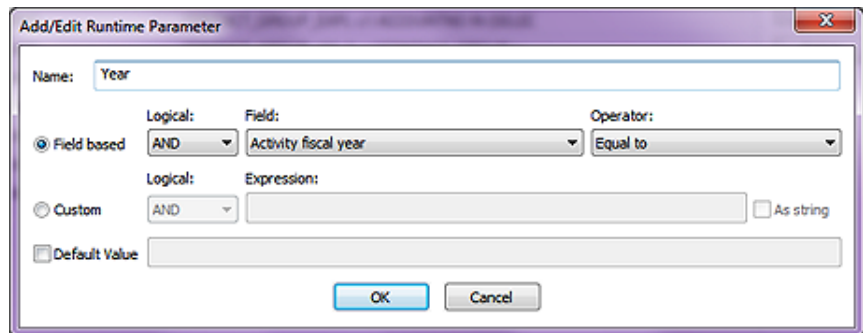 Add/Edit Runtime Parameter
Name: Year
Logical: Field: Operator:
Field based AND Activity fiscal year Equal to
Logical: Expression:
Custom AND As string
Default Value
OK Cancel